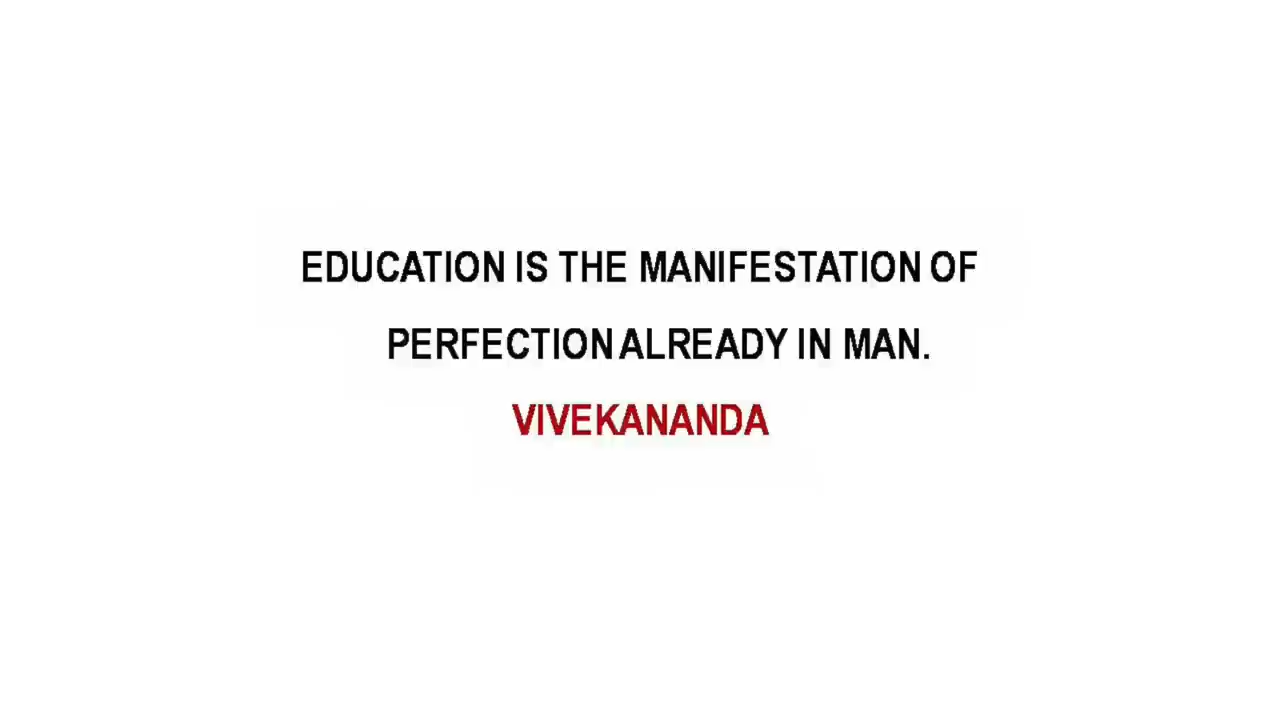 EDUCATION IS THE MANIFESTATION OF
PERFECTION ALREADY IN MAN.
VIVEKANANDA